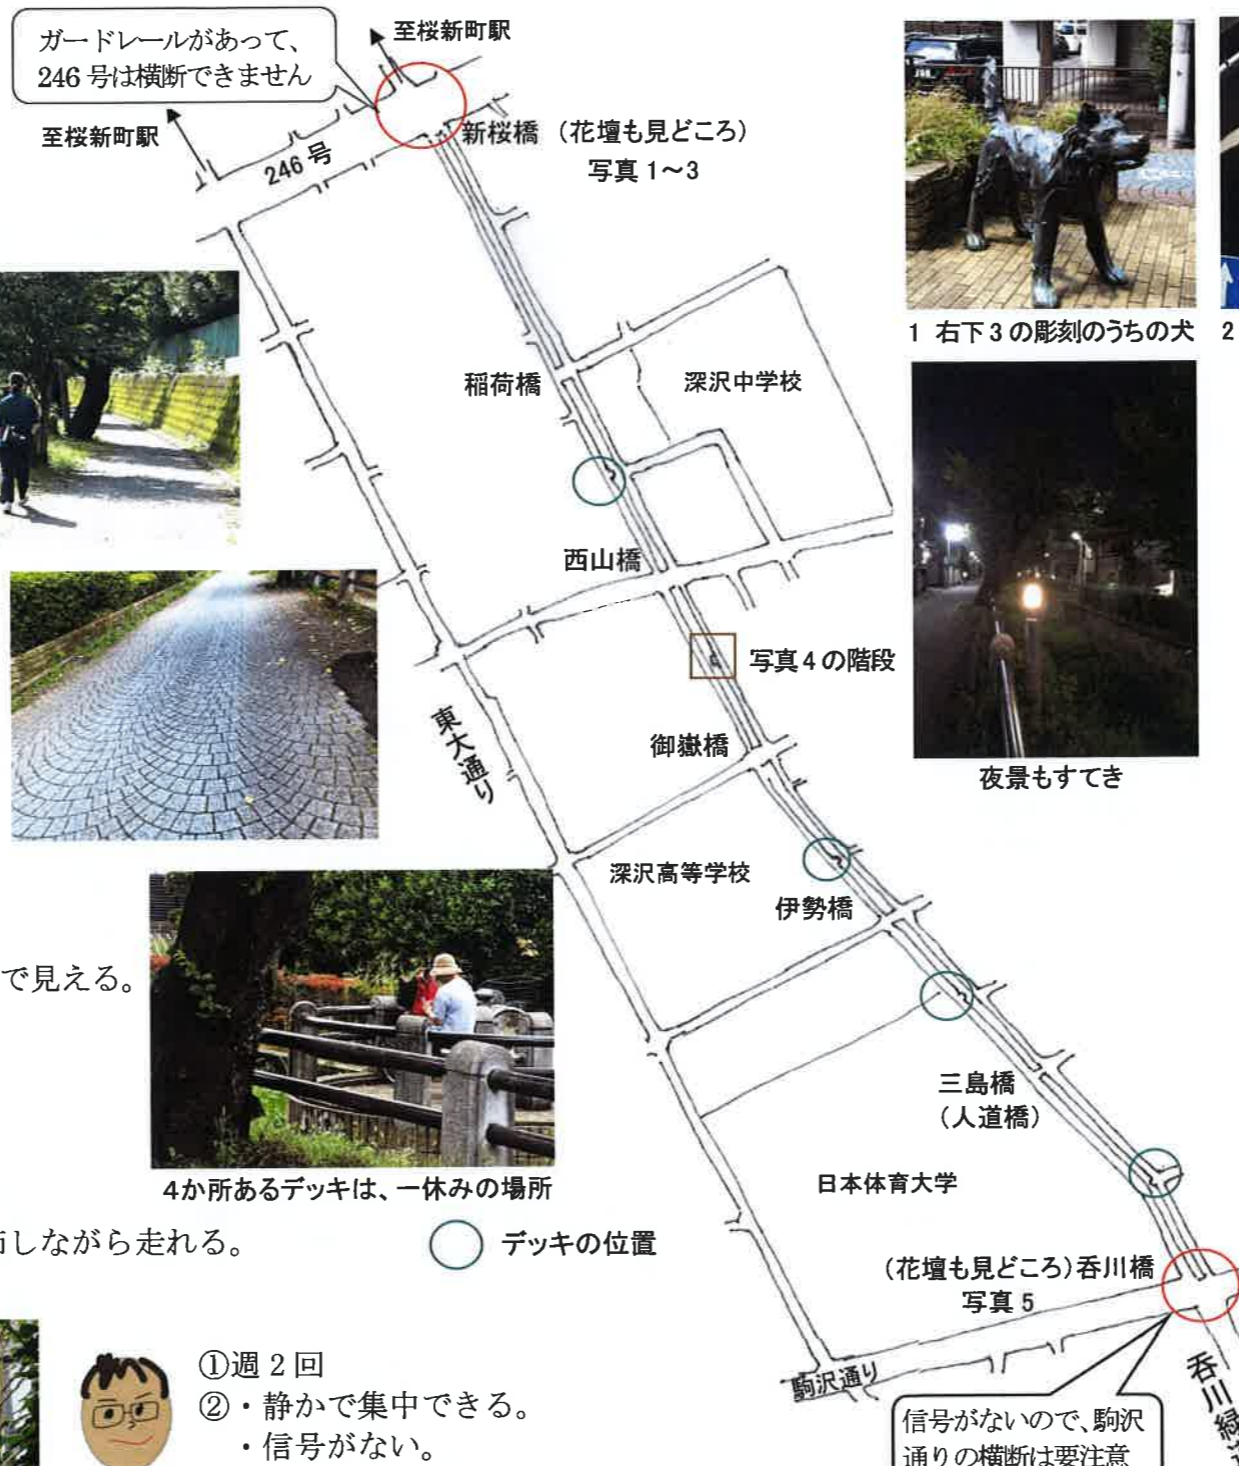 ガードレールがあって、
246号は横断できません
至桜新町駅
至桜新町駅
246号
新桜橋 (花壇も見どころ)
写真1～3
1 右下3の彫刻のうちの犬
2
稲荷橋
深沢中学校
西山橋
写真4の階段
御嶽橋
東大通り
夜景もすてき
深沢高等学校
伊勢橋
で見える。
三島橋
(人道橋)
4か所あるデッキは、一休みの場所
日本体育大学
しながら走れる。
デッキの位置
(花壇も見どころ)呑川橋
写真5
駒沢通り
①週2回
②・静かで集中できる。
・信号がない。
信号がないので、駒沢
通りの横断は要注意
呑川緑